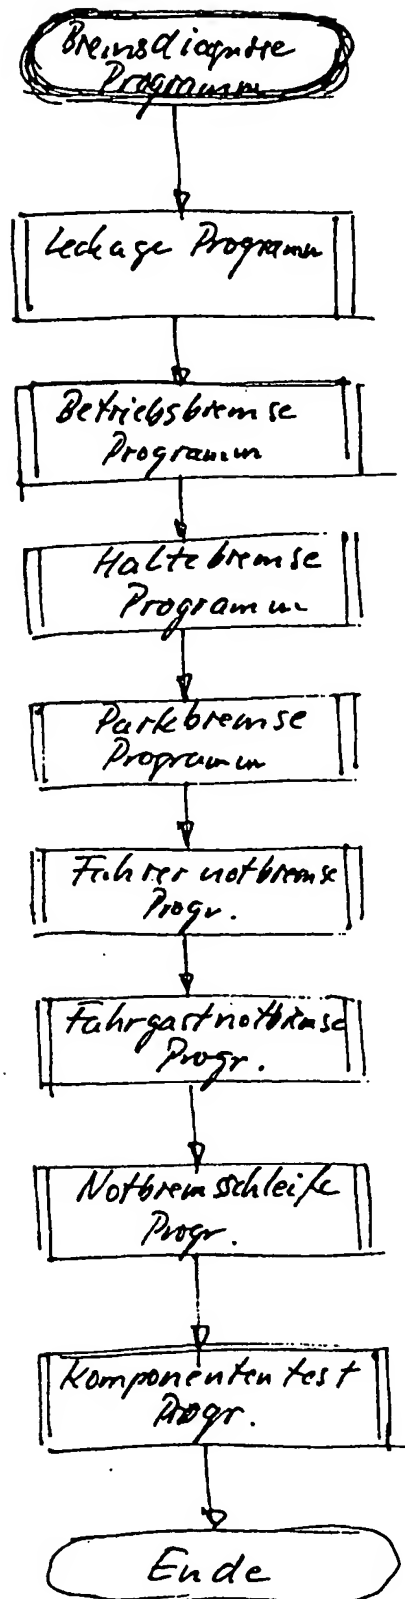 Bremsdiagnose
Programm
Leckage Programm
Betriebsbremse
Programm
Haltebremse
Programm
Parkbremse
Programm
Fahrernotbremse
Progr.
Fahrgastnotbremse
Progr.
Notbremsschleife
Progr.
Komponententest
Progr.
Ende